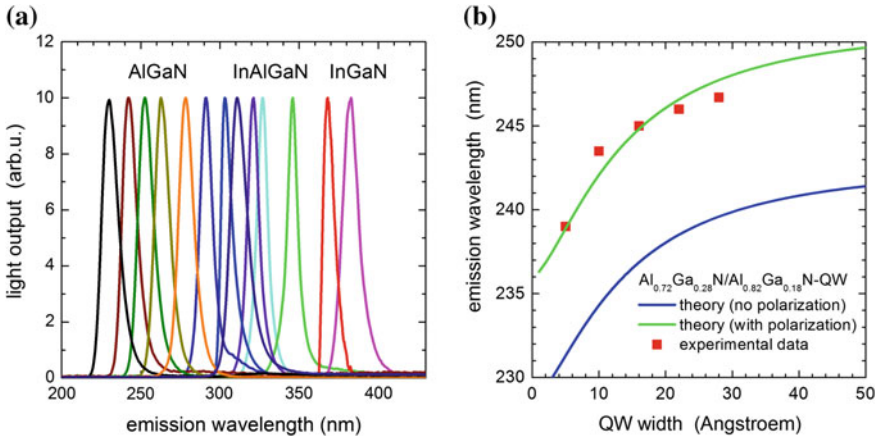 (a)
12
10
8
6
4
2
0
light output (arb.u.)
AlGaN InAlGaN InGaN
200 250 300 350 400
emission wavelength (nm)
(b)
250
245
240
235
230
emission wavelength (nm)
Al0.72Ga0.28N/Al0.82Ga0.18N-QW
theory (no polarization)
theory (with polarization)
experimental data
0 10 20 30 40 50
QW width (Angstroem)